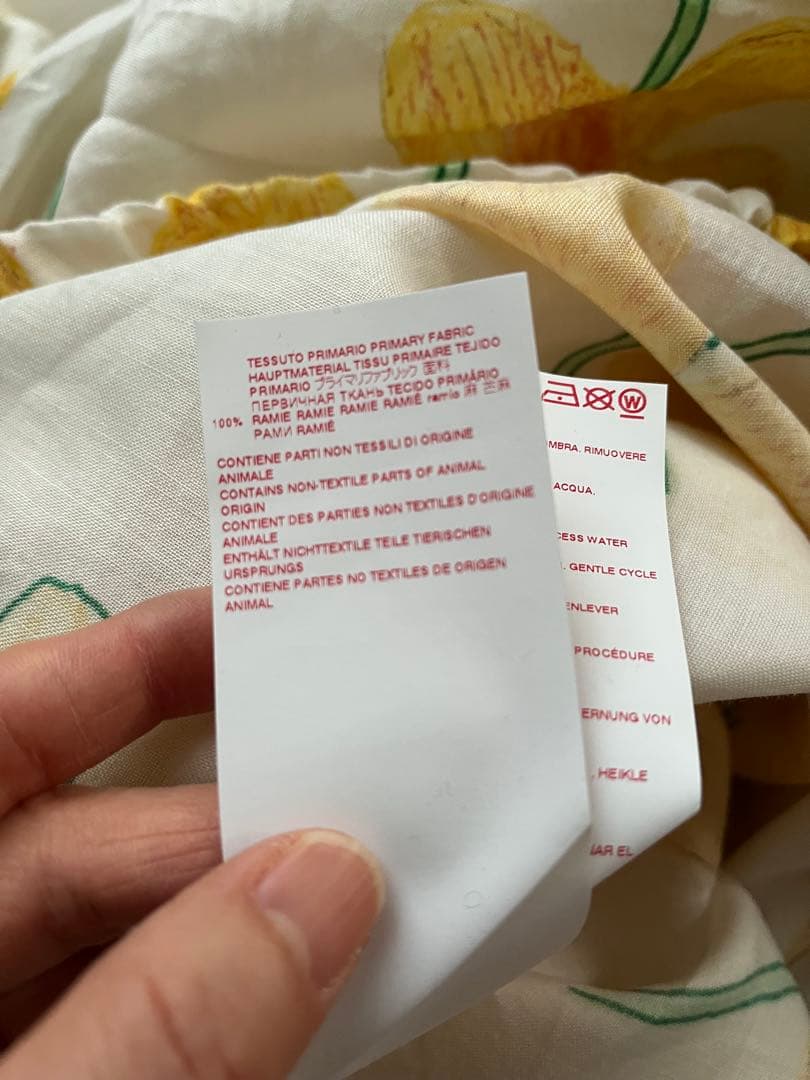 TESSUTO PRIMARIO PRIMARY FABRIC
HAUPTMATERIAL TISSU PRIMAIRE TEJIDO
PRIMARIO プライマリファブリック 面料
ПЕРВИЧНАЯ ТКАНЬ TECIDO PRIMÁRIO
100% RAMIE RAMIE RAMIE RAMIÉ ramio 麻 苎麻
РАМИ RAMIÉ
CONTIENE PARTI NON TESSILI DI ORIGINE
ANIMALE
CONTAINS NON-TEXTILE PARTS OF ANIMAL
ORIGIN
CONTIENT DES PARTIES NON TEXTILES D'ORIGINE
ANIMALE
ENTHÄLT NICHTTEXTILE TEILE TIERISCHEN
URSPRUNGS
CONTIENE PARTES NO TEXTILES DE ORIGEN
ANIMAL
W
MBRA. RIMUOVERE
ACQUA.
CESS WATER
. GENTLE CYCLE
ENLEVER
PROCÉDURE
ERNUNG VON
. HEIKLE
AR EL